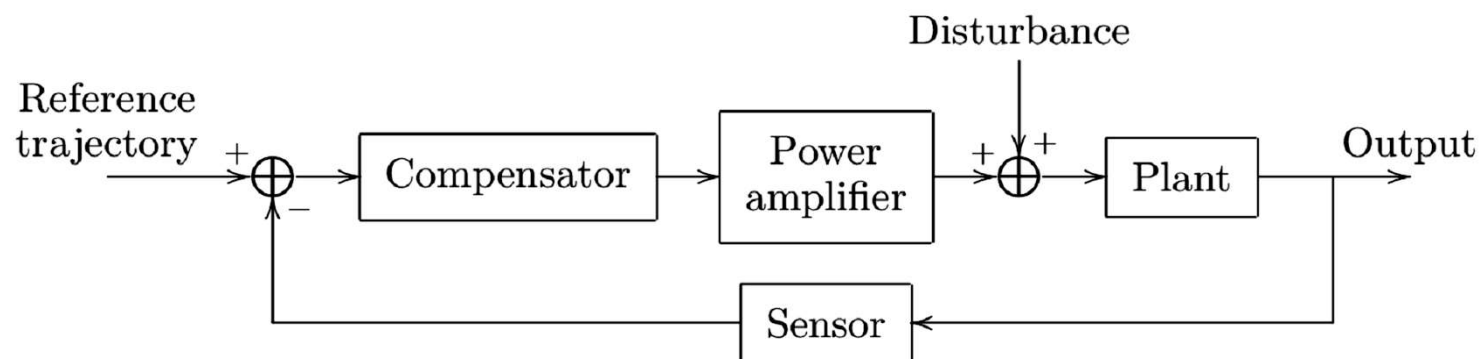 Disturbance
Reference
trajectory
+
−
Compensator
Power
amplifier
+
+
Plant
Output
Sensor